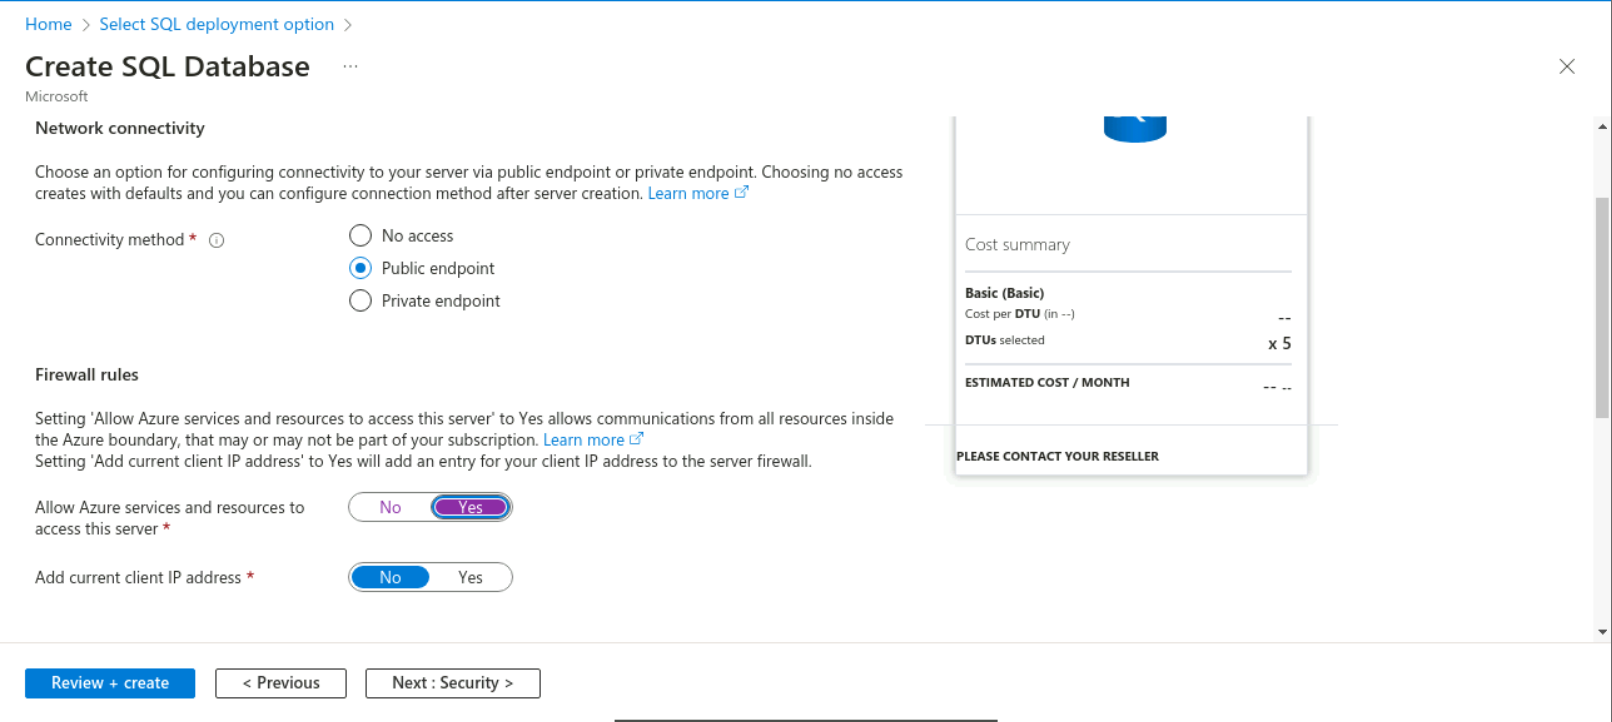 Home > Select SQL deployment option >
Create SQL Database ...
Microsoft
Network connectivity
Choose an option for configuring connectivity to your server via public endpoint or private endpoint. Choosing no access
creates with defaults and you can configure connection method after server creation. Learn more
Connectivity method *
No access
Public endpoint
Private endpoint
Firewall rules
Setting 'Allow Azure services and resources to access this server' to Yes allows communications from all resources inside
the Azure boundary, that may or may not be part of your subscription. Learn more
Setting 'Add current client IP address' to Yes will add an entry for your client IP address to the server firewall.
Allow Azure services and resources to
access this server *
No Yes
Add current client IP address *
No Yes
Cost summary
Basic (Basic)
Cost per DTU (in --)
--
DTUs selected
x 5
ESTIMATED COST / MONTH
-- --
PLEASE CONTACT YOUR RESELLER
Review + create
< Previous
Next : Security >